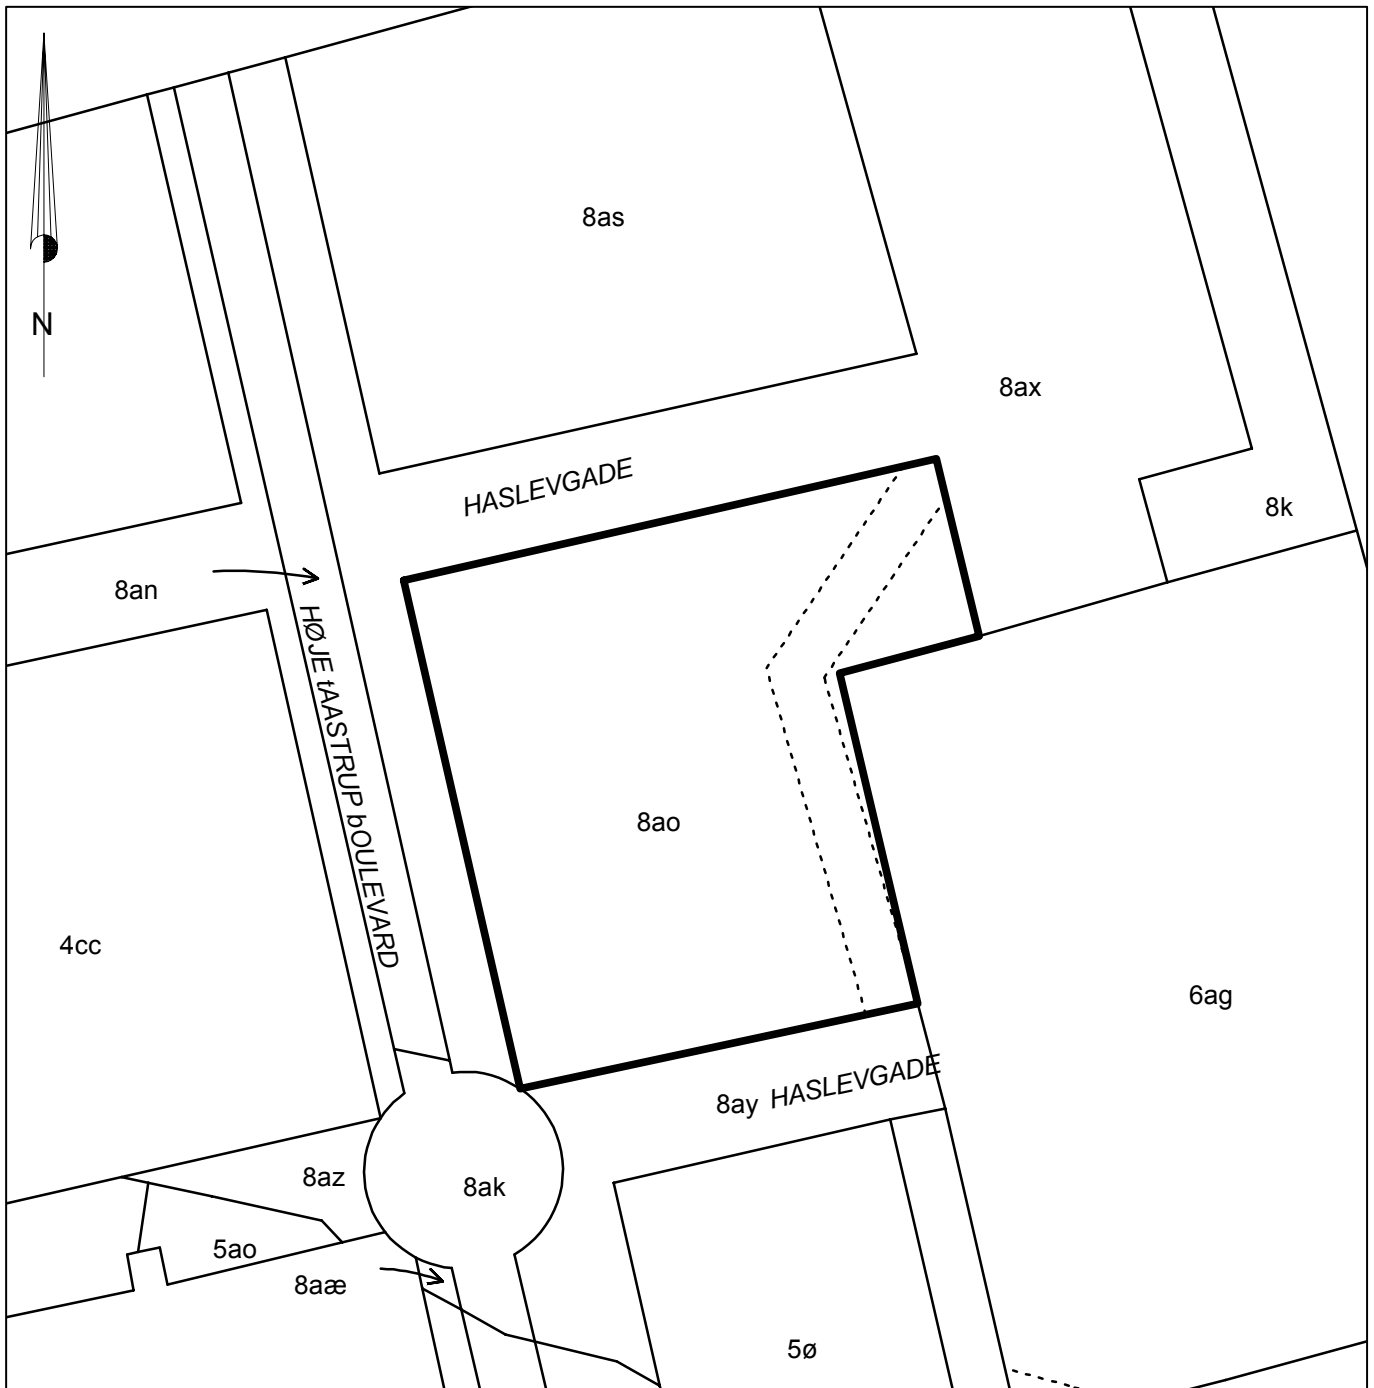 8as
N
8ax
HASLEVGADE
8k
8an
HØJE tAASTRUP bOULEVARD
8ao
4cc
6ag
8ay HASLEVGADE
8az
8ak
5ao
8aæ
5ø